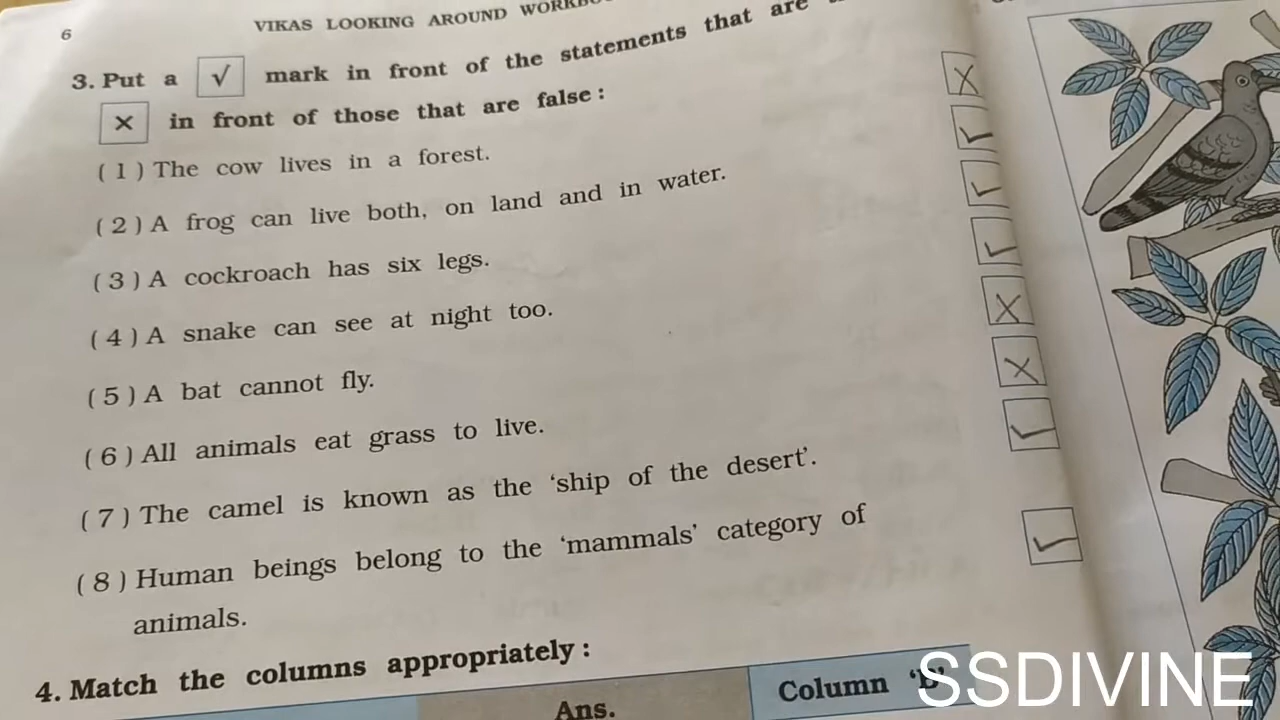 6
VIKAS LOOKING AROUND
3. Put a √ mark in front of the statements that are
× in front of those that are false :
( 1 ) The cow lives in a forest. ×
( 2 ) A frog can live both, on land and in water. ✓
( 3 ) A cockroach has six legs. ✓
( 4 ) A snake can see at night too. ✓
( 5 ) A bat cannot fly. ×
( 6 ) All animals eat grass to live. ×
( 7 ) The camel is known as the ‘ship of the desert’. ✓
( 8 ) Human beings belong to the ‘mammals’ category of ✓
animals.
4. Match the columns appropriately :
Ans.
Column
SSDIVINE